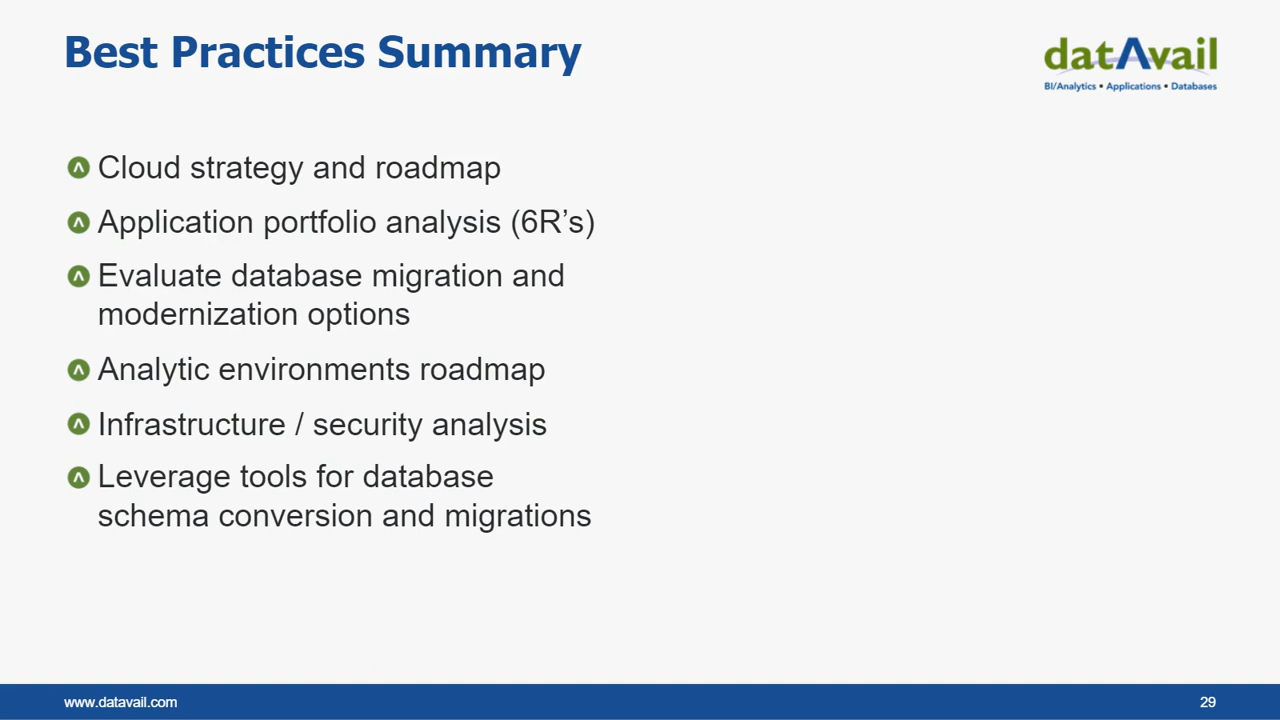 Best Practices Summary
datAvail
BI/Analytics • Applications • Databases
Cloud strategy and roadmap
Application portfolio analysis (6R’s)
Evaluate database migration and
modernization options
Analytic environments roadmap
Infrastructure / security analysis
Leverage tools for database
schema conversion and migrations
www.datavail.com
29